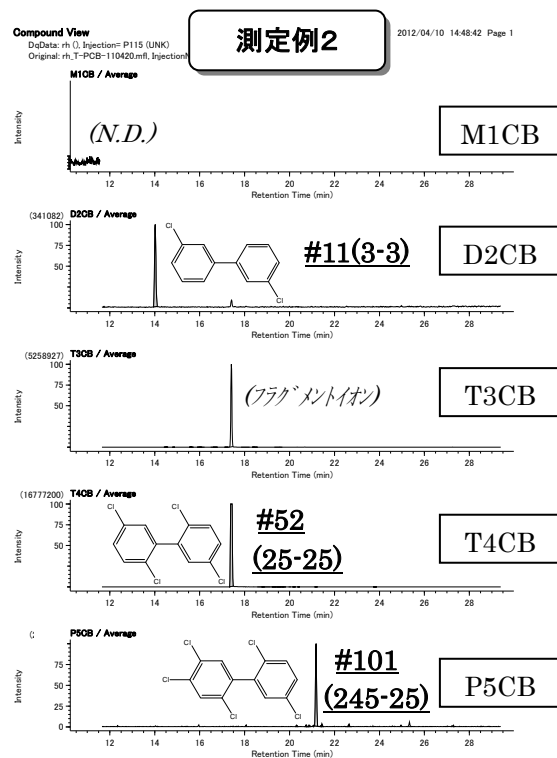 Compound View
測定例2
2012/04/10 14:48:42 Page 1
DqData: rh (), Injection= P115 (UNK)
Original: rh_T-PCB-110420.mfl, Injection
M1CB / Average
Intensity
(N.D.)
M1CB
12 14 16 18 20 22 24 26 28
Retention Time (min)
(341082) D2CB / Average
Intensity
100
75
50
Cl
Cl
#11(3-3)
D2CB
12 14 16 18 20 22 24 26 28
Retention Time (min)
(5258927) T3CB / Average
Intensity
100
75
50
(フラグメントイオン)
T3CB
12 14 16 18 20 22 24 26 28
Retention Time (min)
(16777200) T4CB / Average
Intensity
100
75
50
Cl
Cl
Cl
Cl
#52
(25-25)
T4CB
12 14 16 18 20 22 24 26 28
Retention Time (min)
P5CB / Average
Intensity
75
50
25
0
Cl
Cl
Cl
Cl
Cl
#101
(245-25)
P5CB
12 14 16 18 20 22 24 26 28
Retention Time (min)